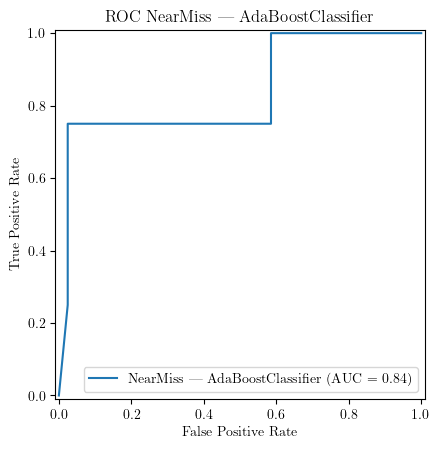 ROC NearMiss — AdaBoostClassifier
1.0
0.8
0.6
0.4
0.2
0.0
True Positive Rate
NearMiss — AdaBoostClassifier (AUC = 0.84)
0.0 0.2 0.4 0.6 0.8 1.0
False Positive Rate